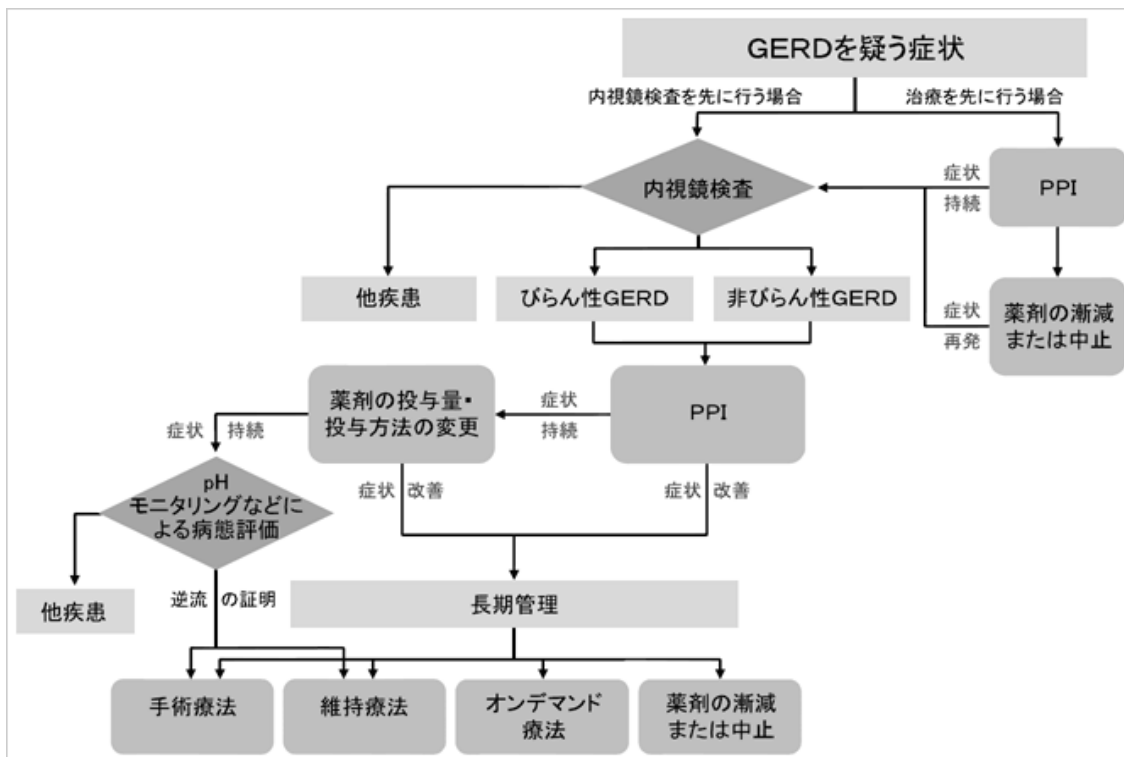 GERDを疑う症状
内視鏡検査を先に行う場合
治療を先に行う場合
内視鏡検査
症状
持続
PPI
他疾患
びらん性GERD
非びらん性GERD
症状
再発
薬剤の漸減
または中止
薬剤の投与量・
投与方法の変更
症状
持続
PPI
症状 持続
pH
モニタリングなどに
よる病態評価
症状 改善
症状 改善
他疾患
逆流 の証明
長期管理
手術療法
維持療法
オンデマンド
療法
薬剤の漸減
または中止